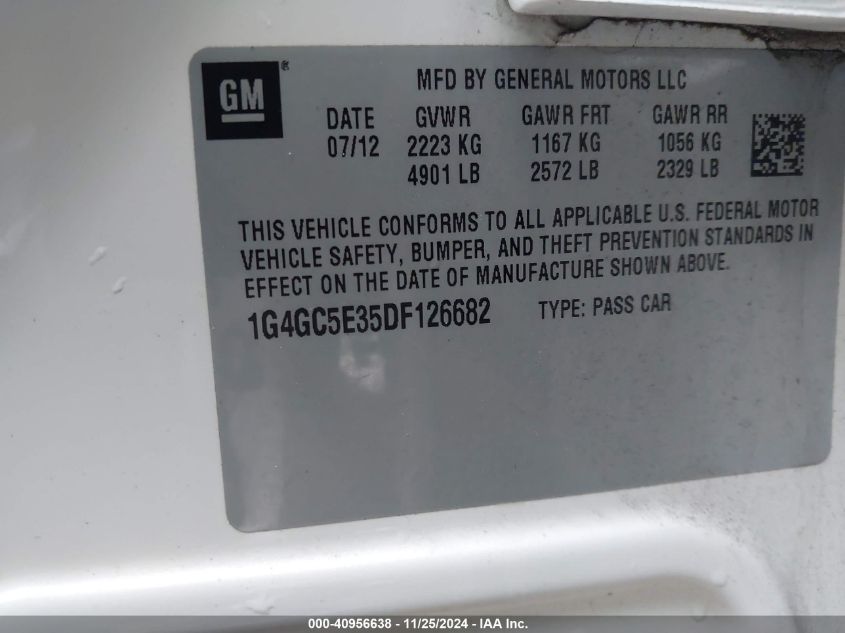 GM®
MFD BY GENERAL MOTORS LLC
DATE GVWR GAWR FRT GAWR RR
07/12 2223 KG 1167 KG 1056 KG
4901 LB 2572 LB 2329 LB
THIS VEHICLE CONFORMS TO ALL APPLICABLE U.S. FEDERAL MOTOR
VEHICLE SAFETY, BUMPER, AND THEFT PREVENTION STANDARDS IN
EFFECT ON THE DATE OF MANUFACTURE SHOWN ABOVE.
1G4GC5E35DF126682 TYPE: PASS CAR
000-40956638 - 11/25/2024 - IAA Inc.